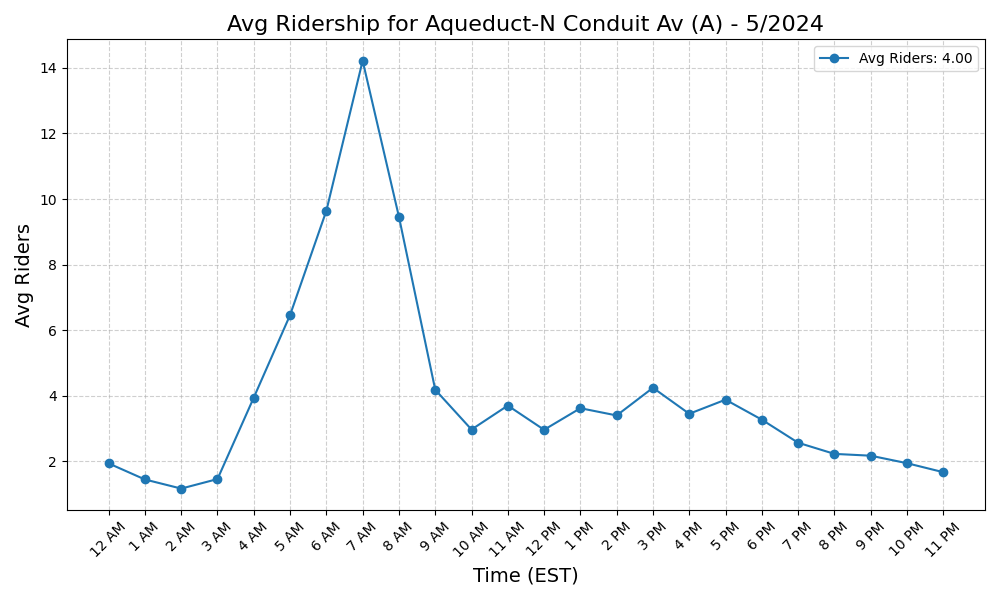 Avg Ridership for Aqueduct-N Conduit Av (A) - 5/2024
Avg Riders: 4.00
Avg Riders
14
12
10
8
6
4
2
12 AM
1 AM
2 AM
3 AM
4 AM
5 AM
6 AM
7 AM
8 AM
9 AM
10 AM
11 AM
12 PM
1 PM
2 PM
3 PM
4 PM
5 PM
6 PM
7 PM
8 PM
9 PM
10 PM
11 PM
Time (EST)